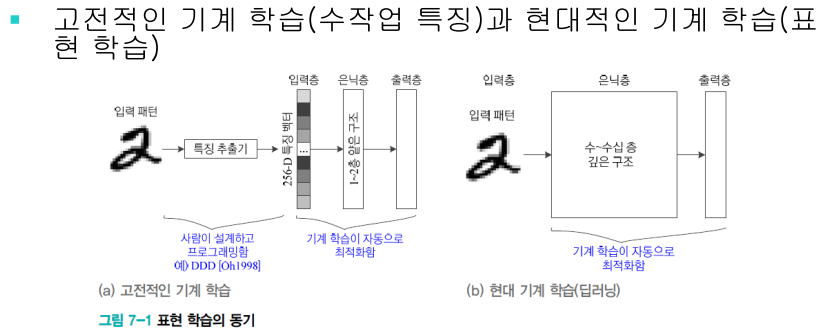 고전적인 기계 학습(수작업 특징)과 현대적인 기계 학습(표
현 학습)
입력층
은닉층
출력층
입력 패턴
특징 추출기
256-D 특징 벡터
...
1~2층 얕은 구조
사람이 설계하고
프로그래밍함
예) DDD [Oh1998]
기계 학습이 자동으로
최적화함
(a) 고전적인 기계 학습
입력층
은닉층
출력층
입력 패턴
수~수십 층
깊은 구조
기계 학습이 자동으로
최적화함
(b) 현대 기계 학습(딥러닝)
그림 7-1 표현 학습의 동기